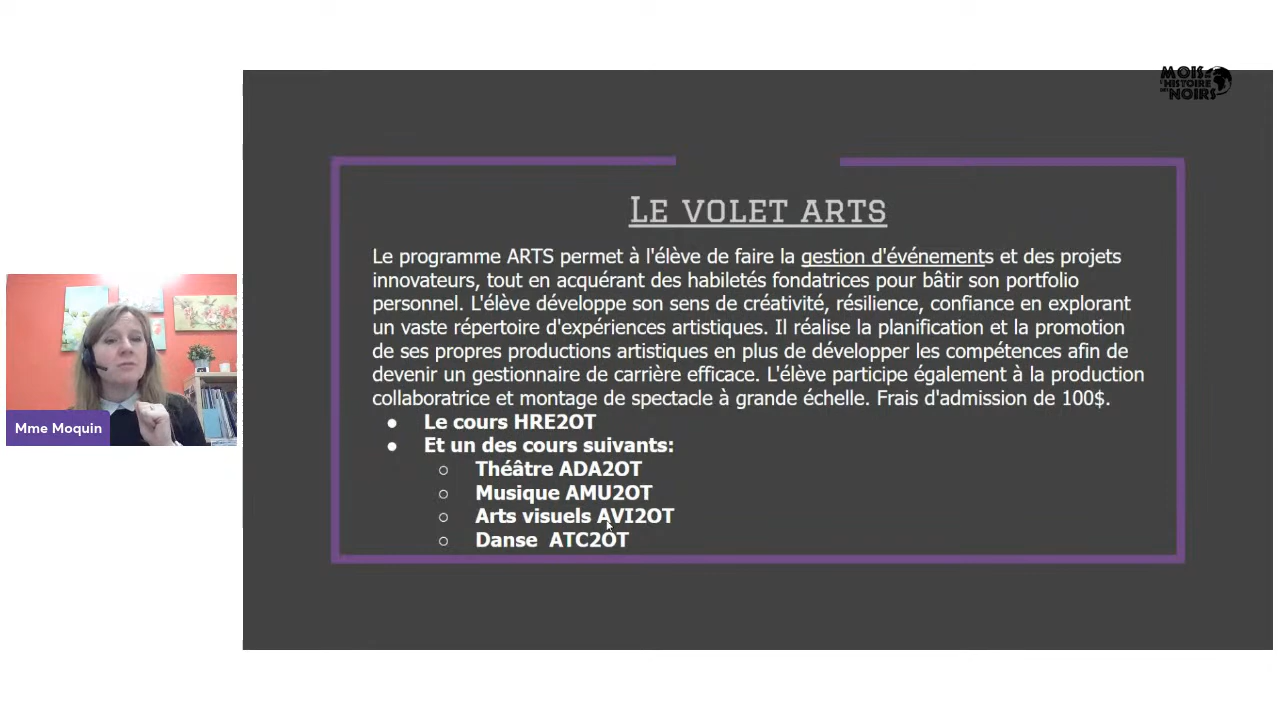 MOIS DE
L'HISTOIRE
DES
NOIRS
LE VOLET ARTS
Le programme ARTS permet à l'élève de faire la gestion d'événements et des projets
innovateurs, tout en acquérant des habiletés fondatrices pour bâtir son portfolio
personnel. L'élève développe son sens de créativité, résilience, confiance en explorant
un vaste répertoire d'expériences artistiques. Il réalise la planification et la promotion
de ses propres productions artistiques en plus de développer les compétences afin de
devenir un gestionnaire de carrière efficace. L'élève participe également à la production
collaboratrice et montage de spectacle à grande échelle. Frais d'admission de 100$.
● Le cours HRE2OT
● Et un des cours suivants:
○ Théâtre ADA2OT
○ Musique AMU2OT
○ Arts visuels AVI2OT
○ Danse ATC2OT
Mme Moquin